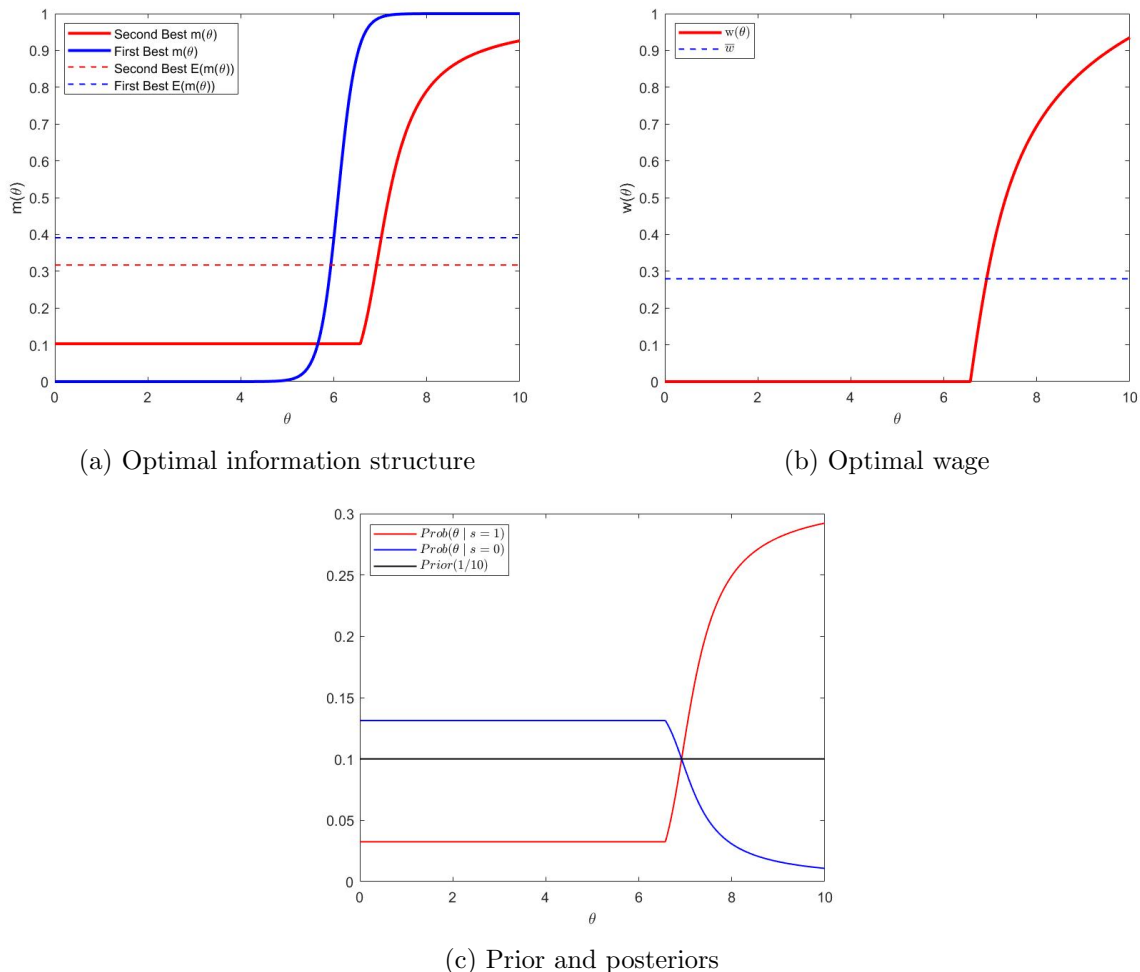 Second Best m(θ)
First Best m(θ)
Second Best E(m(θ))
First Best E(m(θ))
1
0.9
0.8
0.7
0.6
0.5
0.4
0.3
0.2
0.1
0
m(θ)
0 2 4 6 8 10
θ
(a) Optimal information structure
w(θ)
w̅
1
0.9
0.8
0.7
0.6
0.5
0.4
0.3
0.2
0.1
0
w(θ)
0 2 4 6 8 10
θ
(b) Optimal wage
Prob(θ | s = 1)
Prob(θ | s = 0)
Prior(1/10)
0.3
0.25
0.2
0.15
0.1
0.05
0
0 2 4 6 8 10
θ
(c) Prior and posteriors